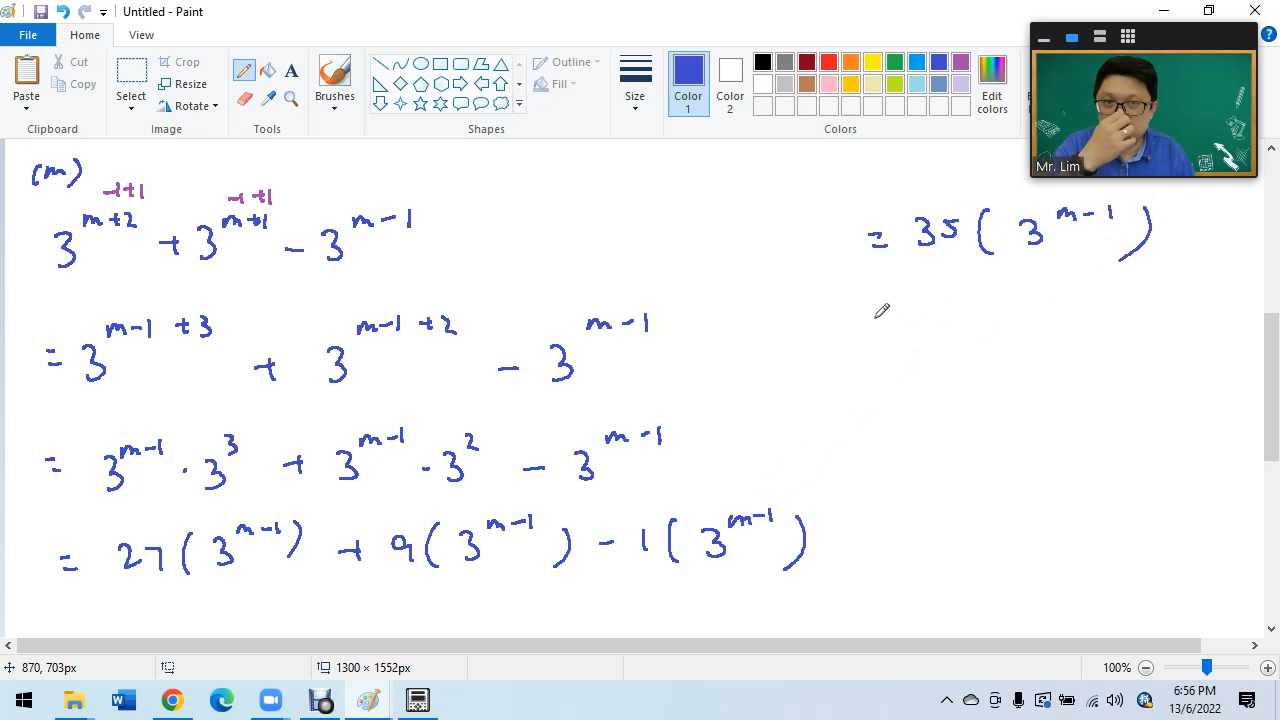 Untitled - Paint
File Home View
Paste Cut Copy
Select Crop Resize Rotate
Brushes
Outline Fill
Size
Color 1
Color 2
Edit colors
Clipboard Image Tools Shapes Colors
Mr. Lim
(m)
-1+1 -1+1
3^{m+2} + 3^{m+1} - 3^{m-1}
= 3^{m-1+3} + 3^{m-1+2} - 3^{m-1}
= 3^{m-1} · 3^3 + 3^{m-1} · 3^2 - 3^{m-1}
= 27(3^{m-1}) + 9(3^{m-1}) - 1(3^{m-1})
= 35(3^{m-1})
870, 703px 1300 × 1552px 100%
6:56 PM
13/6/2022